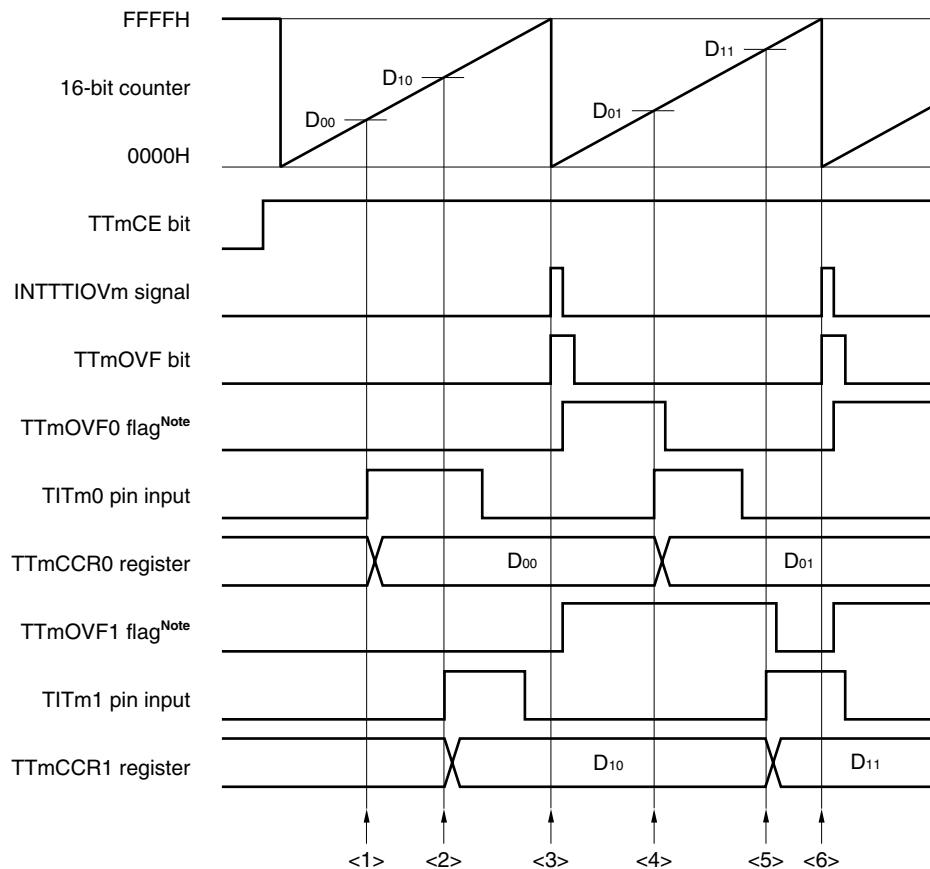 FFFFH
D11
D10
16-bit counter
D01
D00
0000H
TTmCE bit
INTTTIOVm signal
TTmOVF bit
TTmOVF0 flagNote
TITm0 pin input
TTmCCR0 register
D00
D01
TTmOVF1 flagNote
TITm1 pin input
TTmCCR1 register
D10
D11
<1> <2> <3> <4> <5> <6>